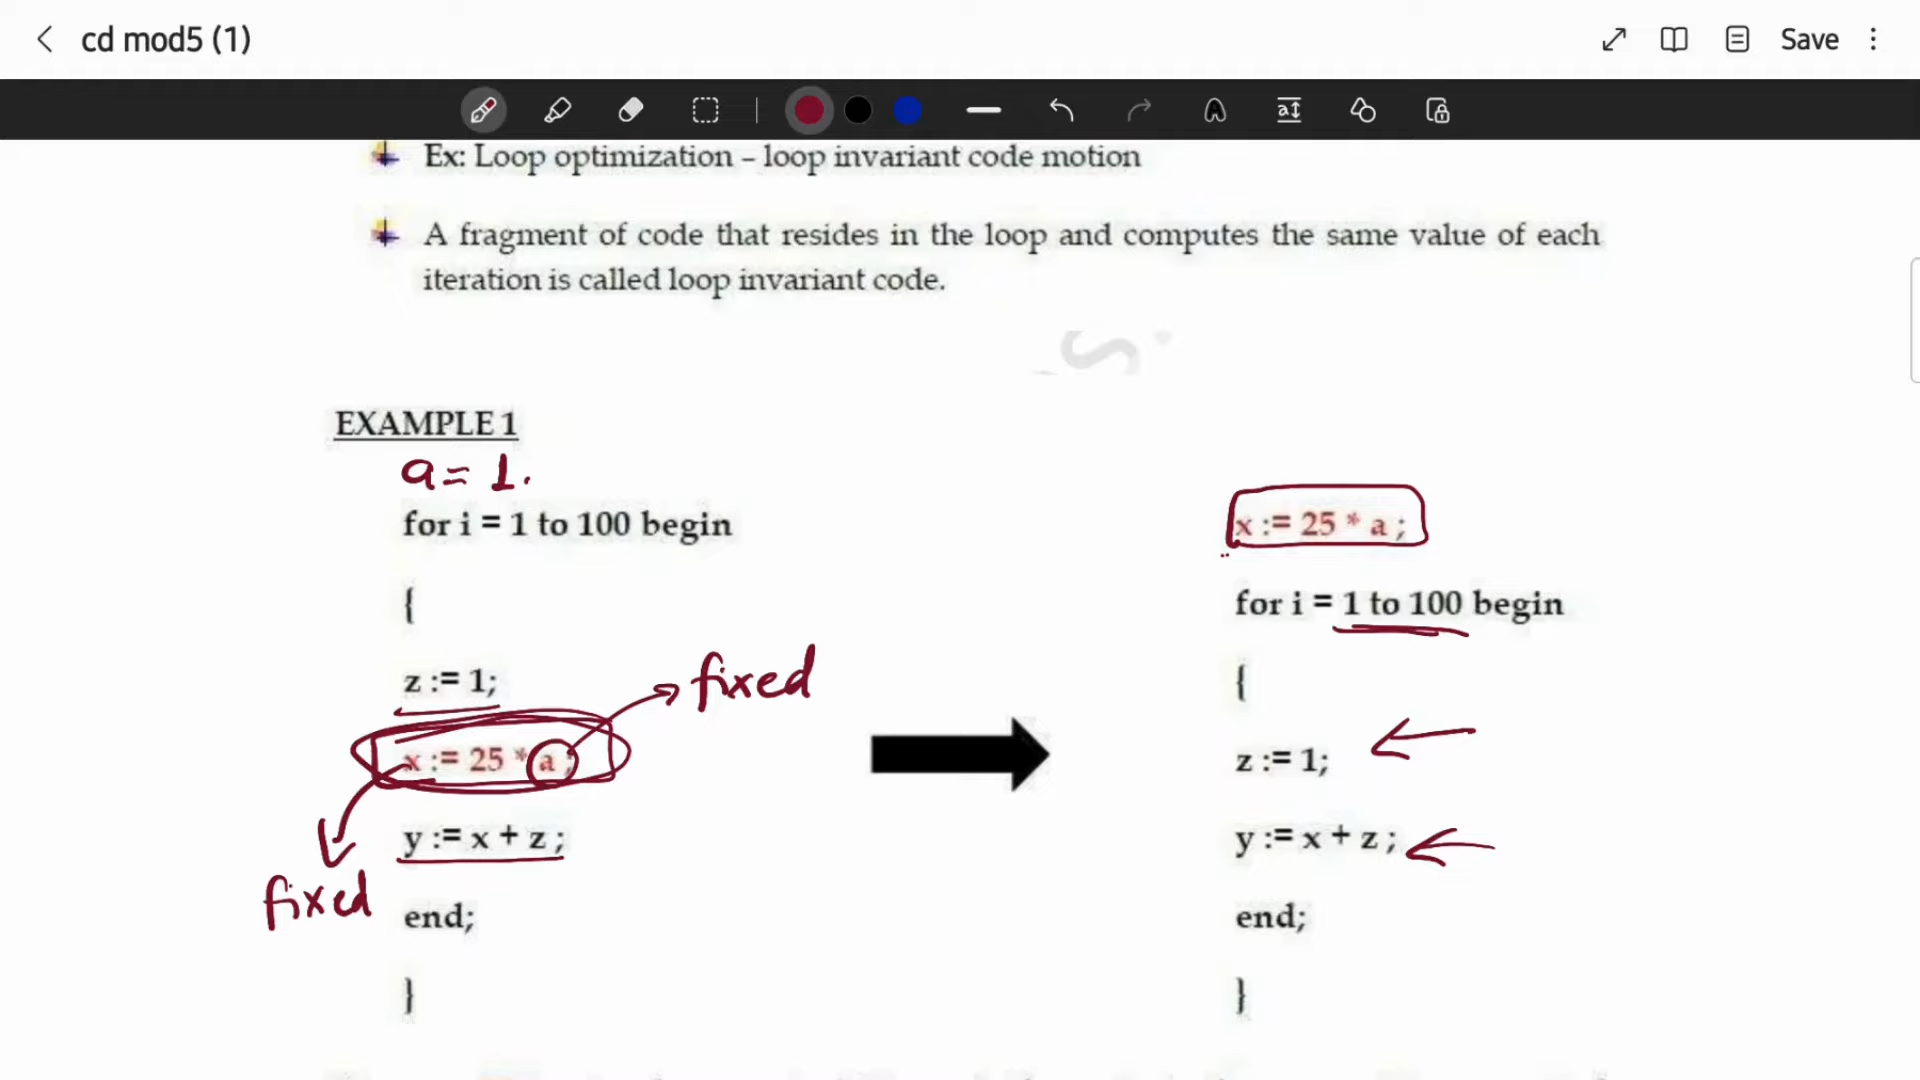 cd mod5 (1)
Save
Ex: Loop optimization – loop invariant code motion
A fragment of code that resides in the loop and computes the same value of each
iteration is called loop invariant code.
S.
EXAMPLE 1
a = 1.
for i = 1 to 100 begin
{
z := 1;
fixed
x := 25 * a ;
y := x + z ;
fixed
end;
}
x := 25 * a ;
for i = 1 to 100 begin
{
z := 1;
y := x + z ;
end;
}